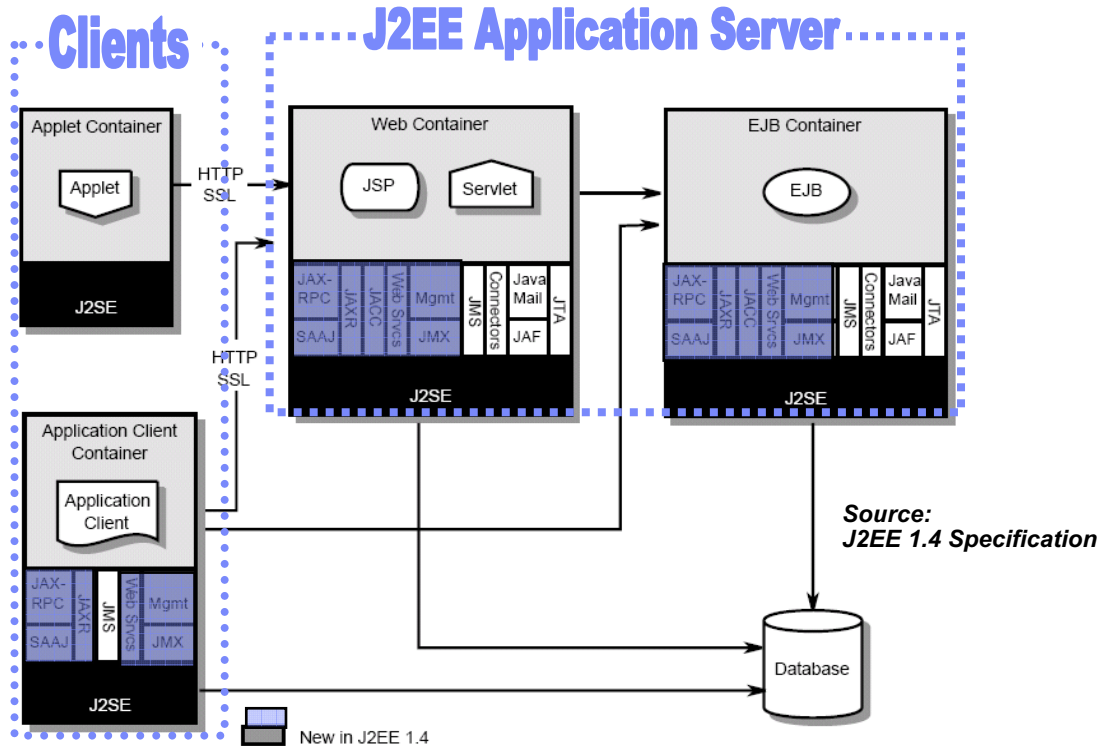 Clients
J2EE Application Server
Applet Container
Applet
J2SE
HTTP
SSL
Web Container
JSP
Servlet
JAX-
RPC
SAAJ
JAXR
JACC
Web Srvcs
Mgmt
JMX
JMS
Connectors
Java
Mail
JAF
JTA
J2SE
EJB Container
EJB
JAX-
RPC
SAAJ
JAXR
JACC
Web Srvcs
Mgmt
JMX
JMS
Connectors
Java
Mail
JAF
JTA
J2SE
HTTP
SSL
Application Client
Container
Application
Client
JAX-
RPC
SAAJ
JAXR
JMS
Web Srvcs
Mgmt
JMX
J2SE
Source:
J2EE 1.4 Specification
Database
New in J2EE 1.4